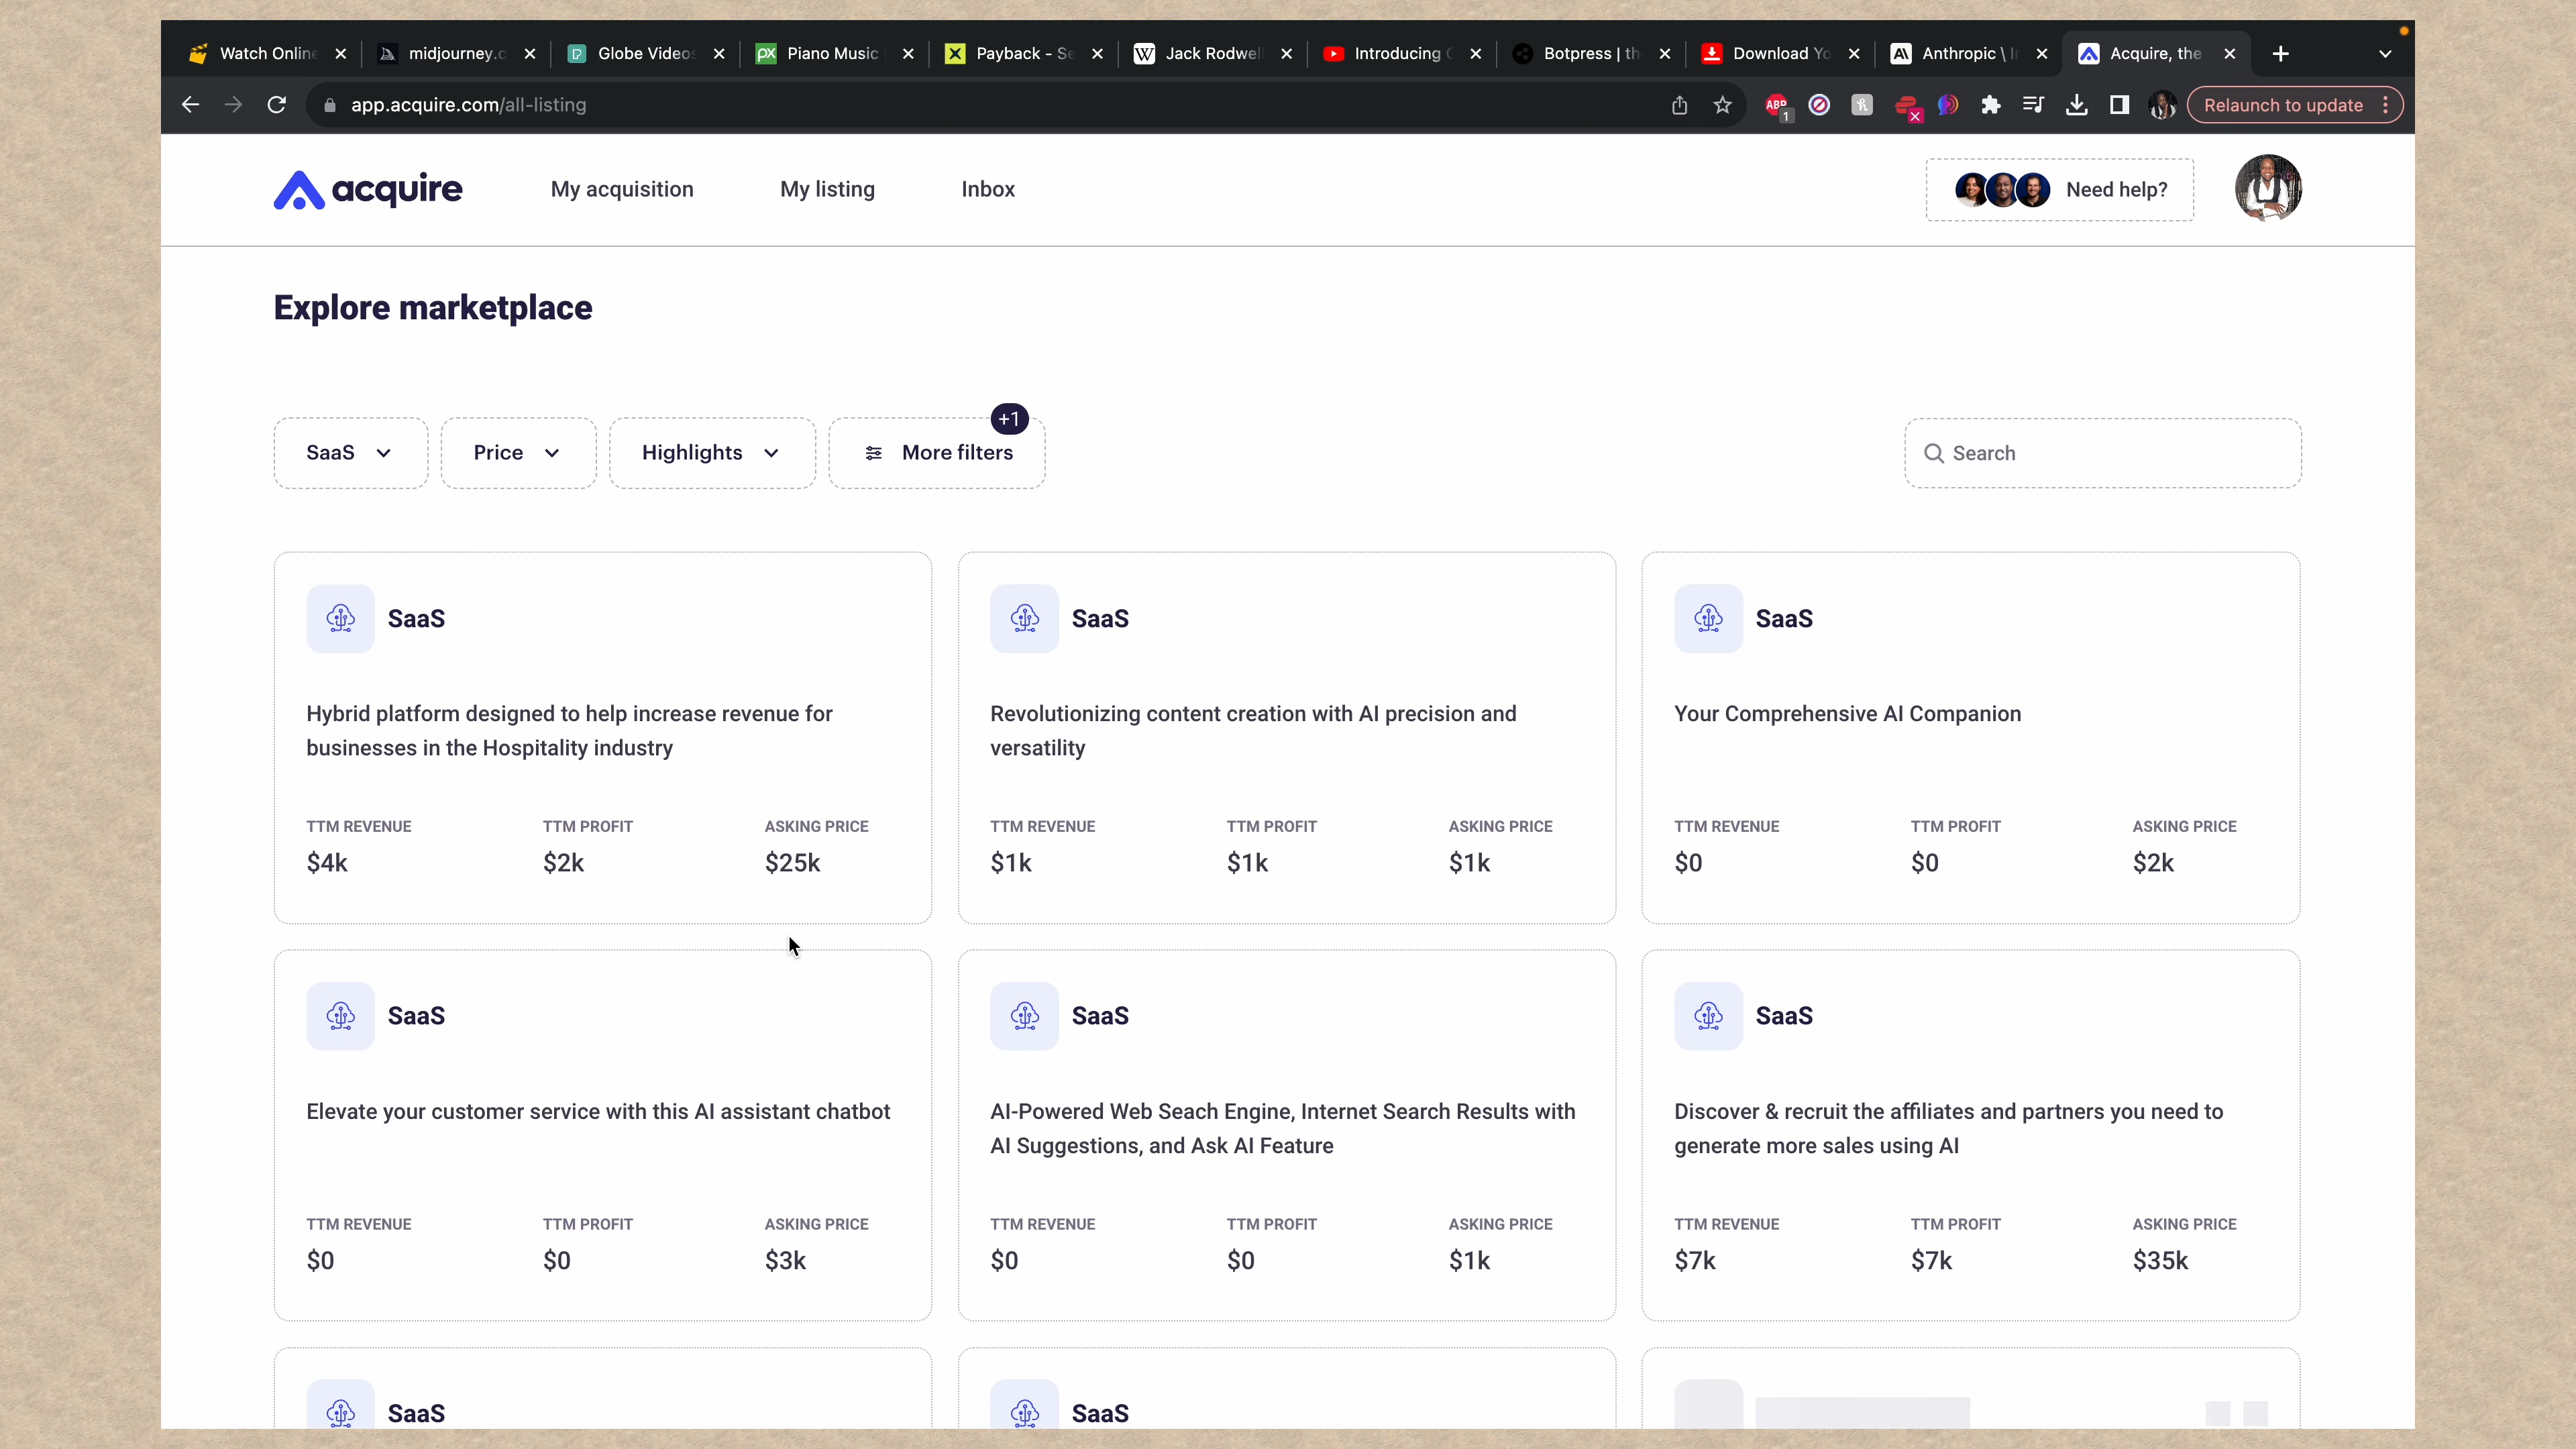 Watch Online
midjourney.c
Globe Videos
Piano Music
Payback - Se
Jack Rodwel
Introducing
Botpress | th
Download Yo
Anthropic \ I
Acquire, the
app.acquire.com/all-listing
ABP
1
Relaunch to update
acquire
My acquisition
My listing
Inbox
Need help?
Explore marketplace
SaaS
Price
Highlights
More filters
+1
Search
SaaS
Hybrid platform designed to help increase revenue for
businesses in the Hospitality industry
TTM REVENUE
TTM PROFIT
ASKING PRICE
$4k
$2k
$25k
SaaS
Revolutionizing content creation with AI precision and
versatility
TTM REVENUE
TTM PROFIT
ASKING PRICE
$1k
$1k
$1k
SaaS
Your Comprehensive AI Companion
TTM REVENUE
TTM PROFIT
ASKING PRICE
$0
$0
$2k
SaaS
Elevate your customer service with this AI assistant chatbot
TTM REVENUE
TTM PROFIT
ASKING PRICE
$0
$0
$3k
SaaS
AI-Powered Web Seach Engine, Internet Search Results with
AI Suggestions, and Ask AI Feature
TTM REVENUE
TTM PROFIT
ASKING PRICE
$0
$0
$1k
SaaS
Discover & recruit the affiliates and partners you need to
generate more sales using AI
TTM REVENUE
TTM PROFIT
ASKING PRICE
$7k
$7k
$35k
SaaS
SaaS